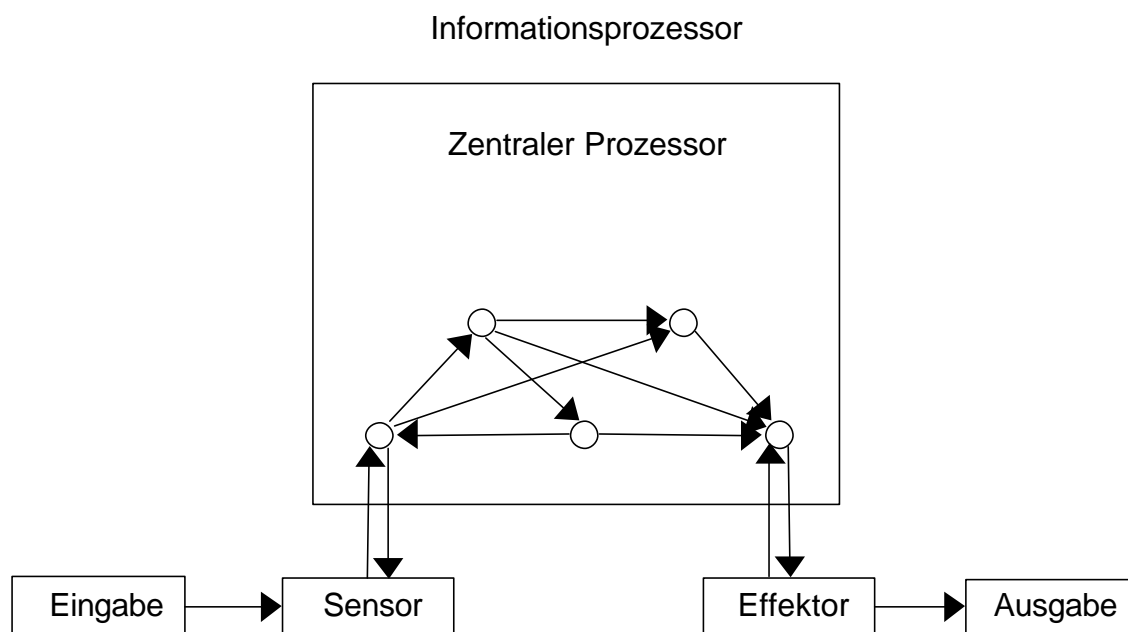 Informationsprozessor
Zentraler Prozessor
Eingabe
Sensor
Effektor
Ausgabe